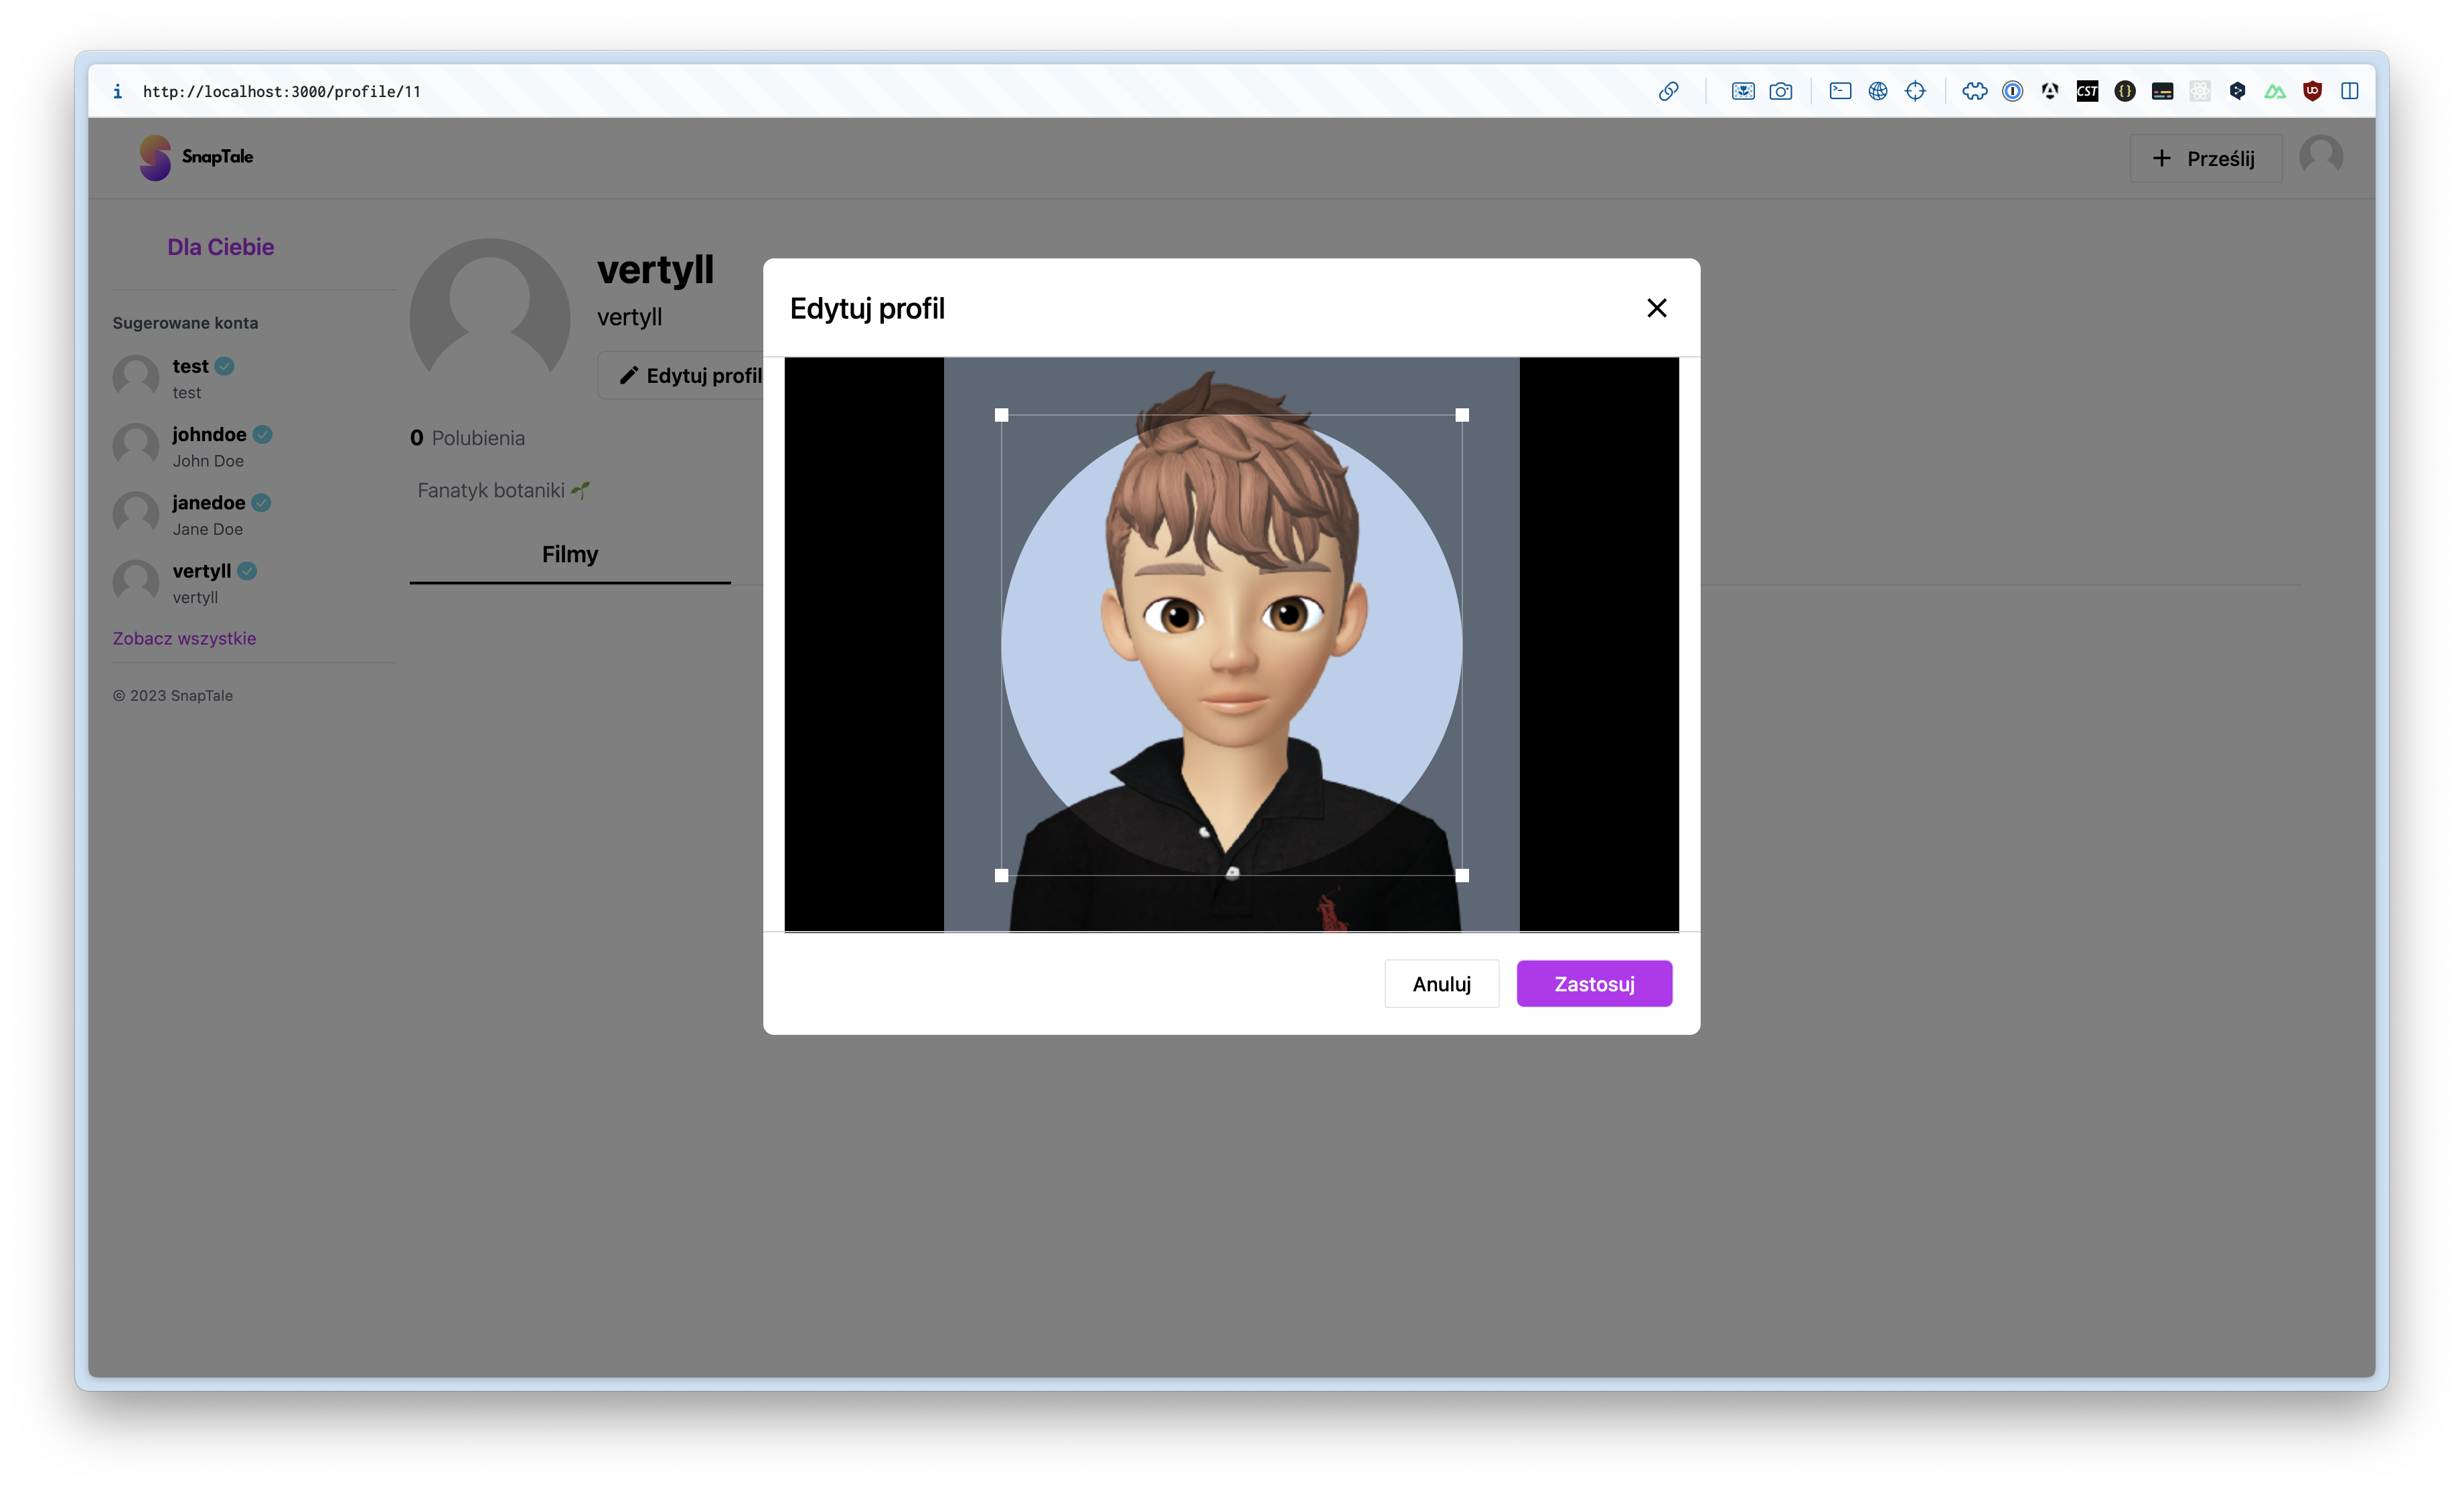 http://localhost:3000/profile/11
SnapTale
Prześlij
Dla Ciebie
Sugerowane konta
test
test
johndoe
John Doe
janedoe
Jane Doe
vertyll
vertyll
Zobacz wszystkie
© 2023 SnapTale
vertyll
vertyll
Edytuj profil
0 Polubienia
Fanatyk botaniki 🌱
Filmy
Edytuj profil
Anuluj
Zastosuj
CST